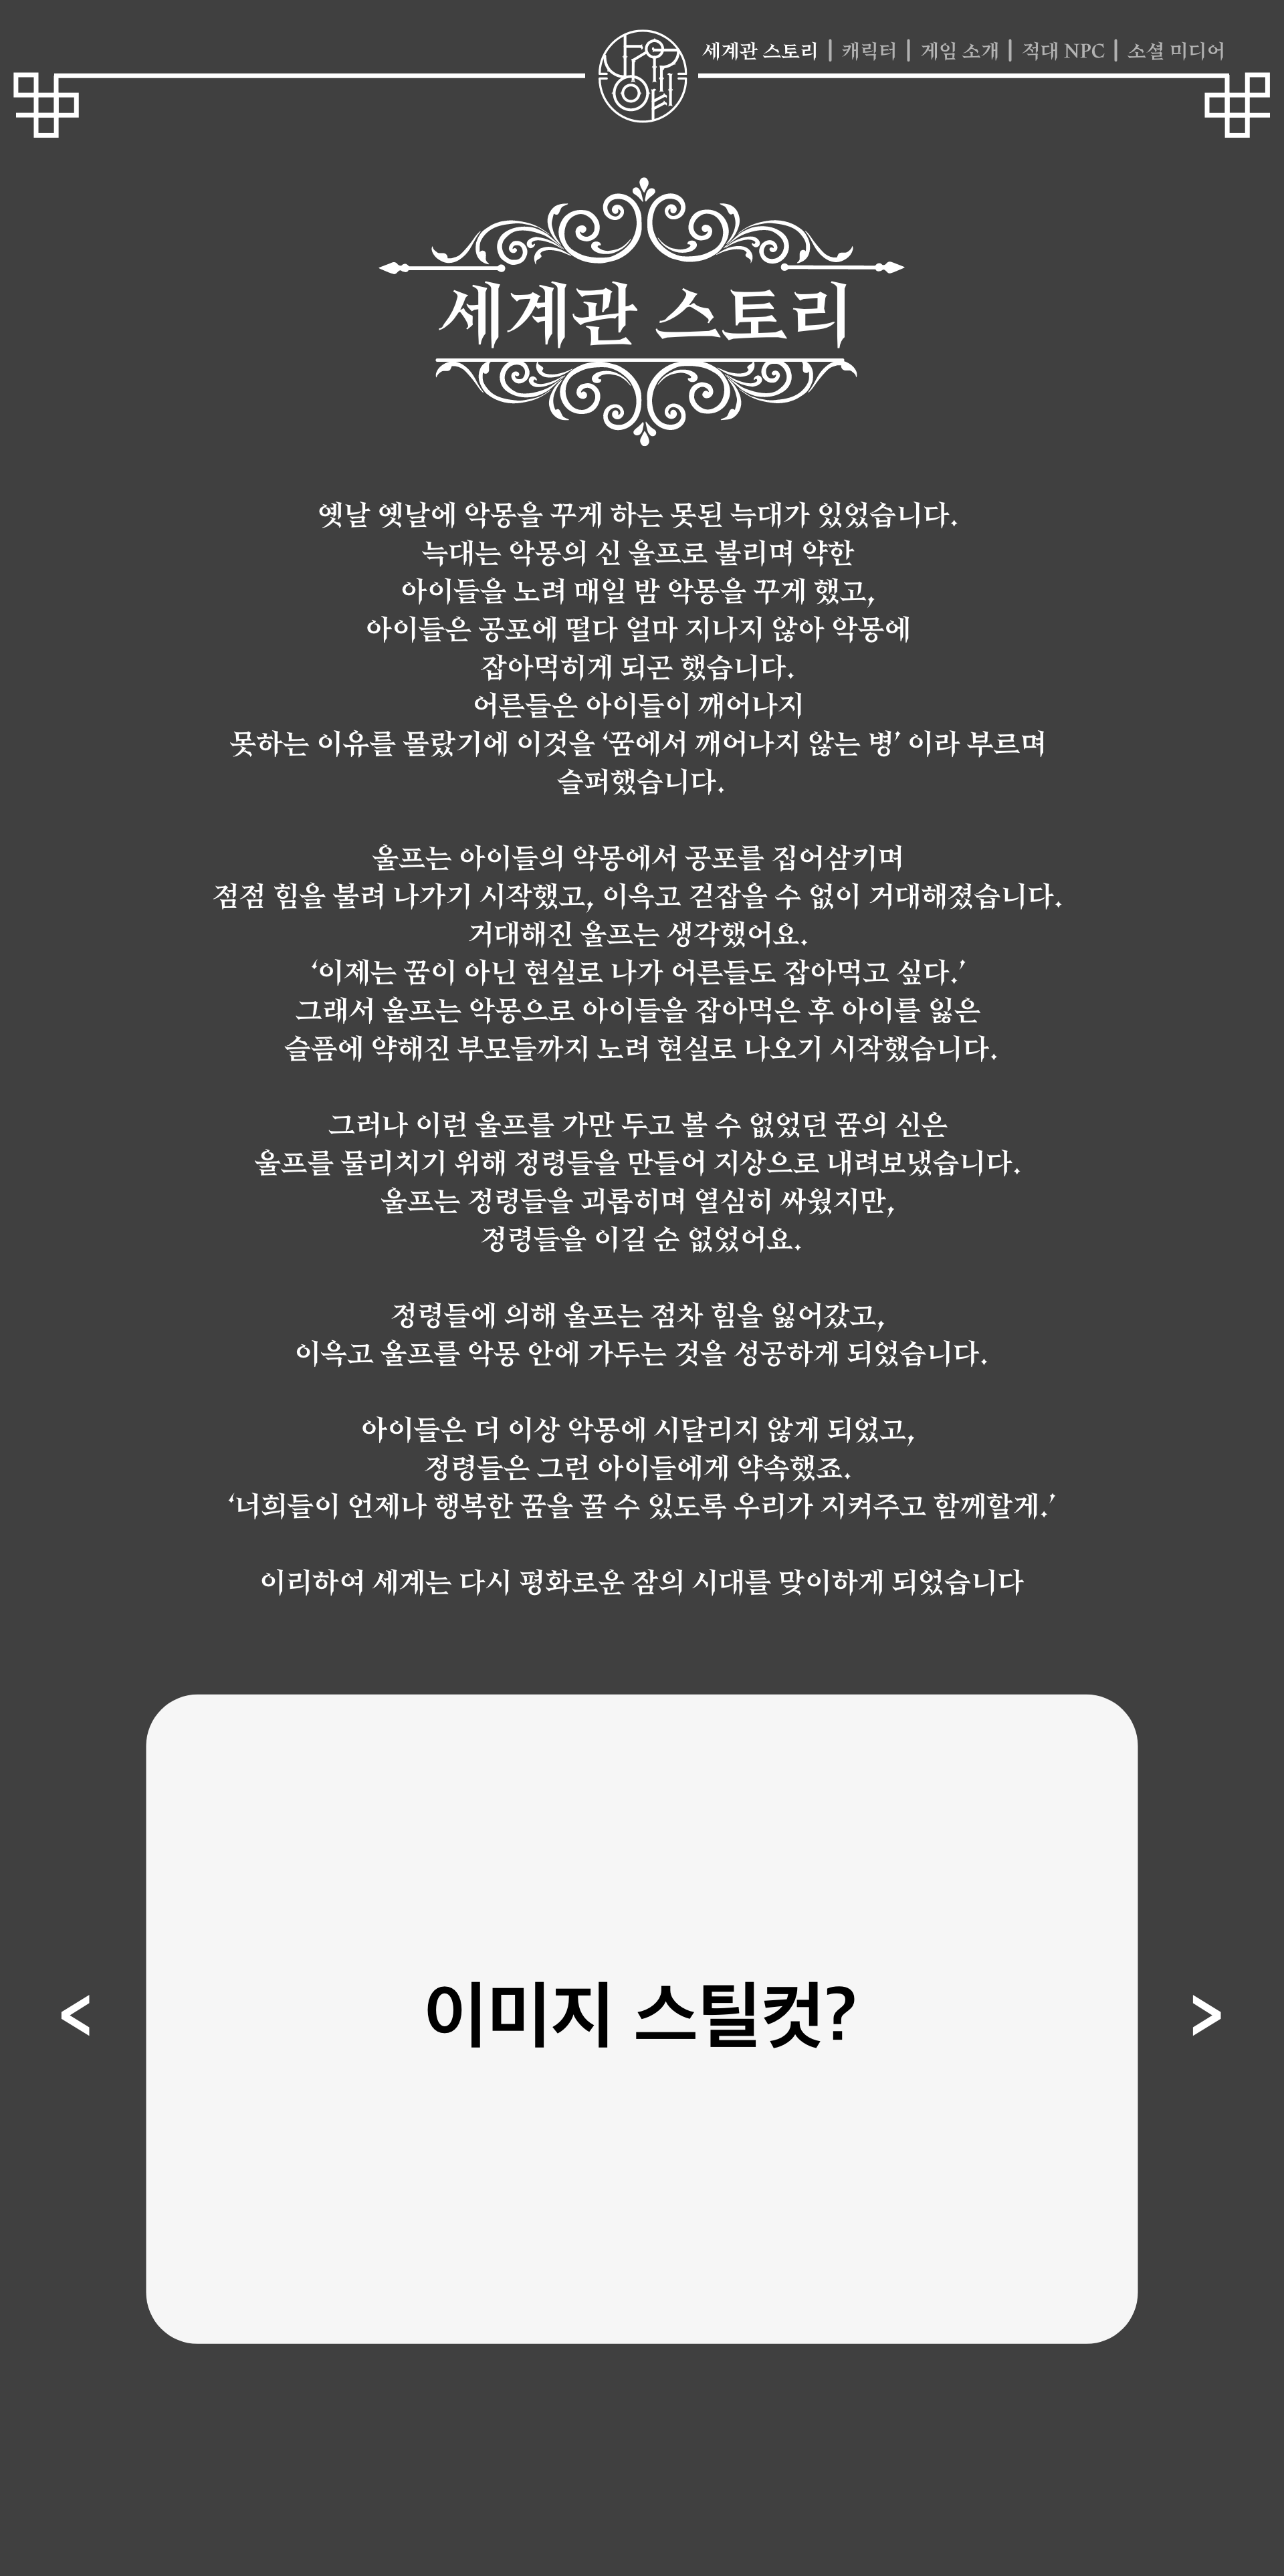 세계관 스토리 | 캐릭터 | 게임 소개 | 적대 NPC | 소셜 미디어
세계관 스토리
옛날 옛날에 악몽을 꾸게 하는 못된 늑대가 있었습니다.
늑대는 악몽의 신 울프로 불리며 약한
아이들을 노려 매일 밤 악몽을 꾸게 했고,
아이들은 공포에 떨다 얼마 지나지 않아 악몽에
잡아먹히게 되곤 했습니다.
어른들은 아이들이 깨어나지
못하는 이유를 몰랐기에 이것을 ‘꿈에서 깨어나지 않는 병’ 이라 부르며
슬퍼했습니다.
울프는 아이들의 악몽에서 공포를 집어삼키며
점점 힘을 불려 나가기 시작했고, 이윽고 걷잡을 수 없이 거대해졌습니다.
거대해진 울프는 생각했어요.
‘이제는 꿈이 아닌 현실로 나가 어른들도 잡아먹고 싶다.’
그래서 울프는 악몽으로 아이들을 잡아먹은 후 아이를 잃은
슬픔에 약해진 부모들까지 노려 현실로 나오기 시작했습니다.
그러나 이런 울프를 가만 두고 볼 수 없었던 꿈의 신은
울프를 물리치기 위해 정령들을 만들어 지상으로 내려보냈습니다.
울프는 정령들을 괴롭히며 열심히 싸웠지만,
정령들을 이길 순 없었어요.
정령들에 의해 울프는 점차 힘을 잃어갔고,
이윽고 울프를 악몽 안에 가두는 것을 성공하게 되었습니다.
아이들은 더 이상 악몽에 시달리지 않게 되었고,
정령들은 그런 아이들에게 약속했죠.
‘너희들이 언제나 행복한 꿈을 꿀 수 있도록 우리가 지켜주고 함께할게.’
이리하여 세계는 다시 평화로운 잠의 시대를 맞이하게 되었습니다
< 이미지 스틸컷? >